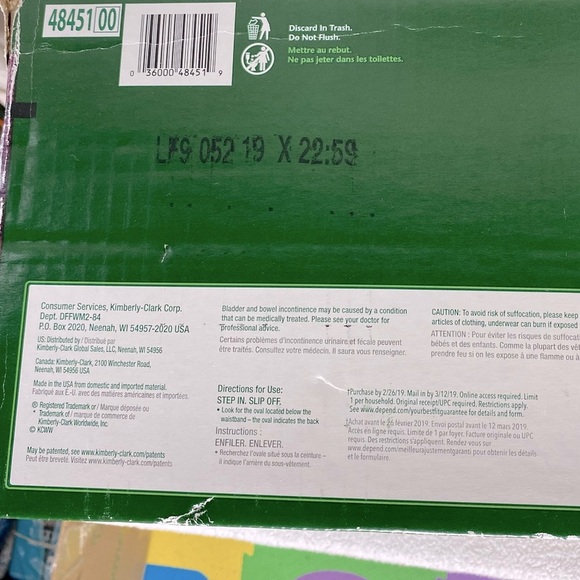 48451 00
0 36000 48451 9
Discard In Trash.
Do Not Flush.
Mettre au rebut.
Ne pas jeter dans les toilettes.
LF9 052 19 X 22:59
Consumer Services, Kimberly-Clark Corp.
Dept. DFFWM2-84
P.O. Box 2020, Neenah, WI 54957-2020 USA
US: Distributed by / Distribué par
Kimberly-Clark Global Sales, LLC, Neenah, WI 54956
Canada: Kimberly-Clark, 2100 Winchester Road,
Neenah, WI 54956 USA
Made in the USA from domestic and imported material.
Fabriqué aux É.-U. avec des matières américaines et importées.
® Registered Trademark or / Marque déposée ou
* Trademark of / marque de commerce de
Kimberly-Clark Worldwide, Inc.
© KCWW
May be patented, see www.kimberly-clark.com/patents
Peut être breveté. Visitez www.kimberly-clark.com/patents
Bladder and bowel incontinence may be caused by a condition
that can be medically treated. Please see your doctor for
professional advice.
Certains problèmes d'incontinence urinaire et fécale peuvent
être traités. Consultez votre médecin. Il saura vous renseigner.
Directions for Use:
STEP IN. SLIP OFF.
• Look for the oval located below the
waistband – the oval indicates the back
Instructions :
ENFILER. ENLEVER.
• Recherchez l'ovale situé sous la ceinture –
il indique l'arrière du sous-vêtement.
CAUTION: To avoid risk of suffocation, please keep
articles of clothing, underwear can burn if exposed
ATTENTION : Pour éviter les risques de suffocat
bébés et des enfants. Comme la plupart des vêt
prendre feu si on les expose à une flamme ou à
†Purchase by 2/26/19. Mail in by 3/12/19. Online access required. Limit
1 per household. Original receipt/UPC required. Restrictions apply.
See www.depend.com/yourbestfitguarantee for details and form.
‡Achat avant le 26 février 2019. Envoi postal avant le 12 mars 2019.
Accès en ligne requis. Limite de 1 par foyer. Facture originale ou UPC
requis. Des restrictions s'appliquent. Rendez-vous sur
www.depend.com/meilleurajustementgaranti pour obtenir les détails
et le formulaire.